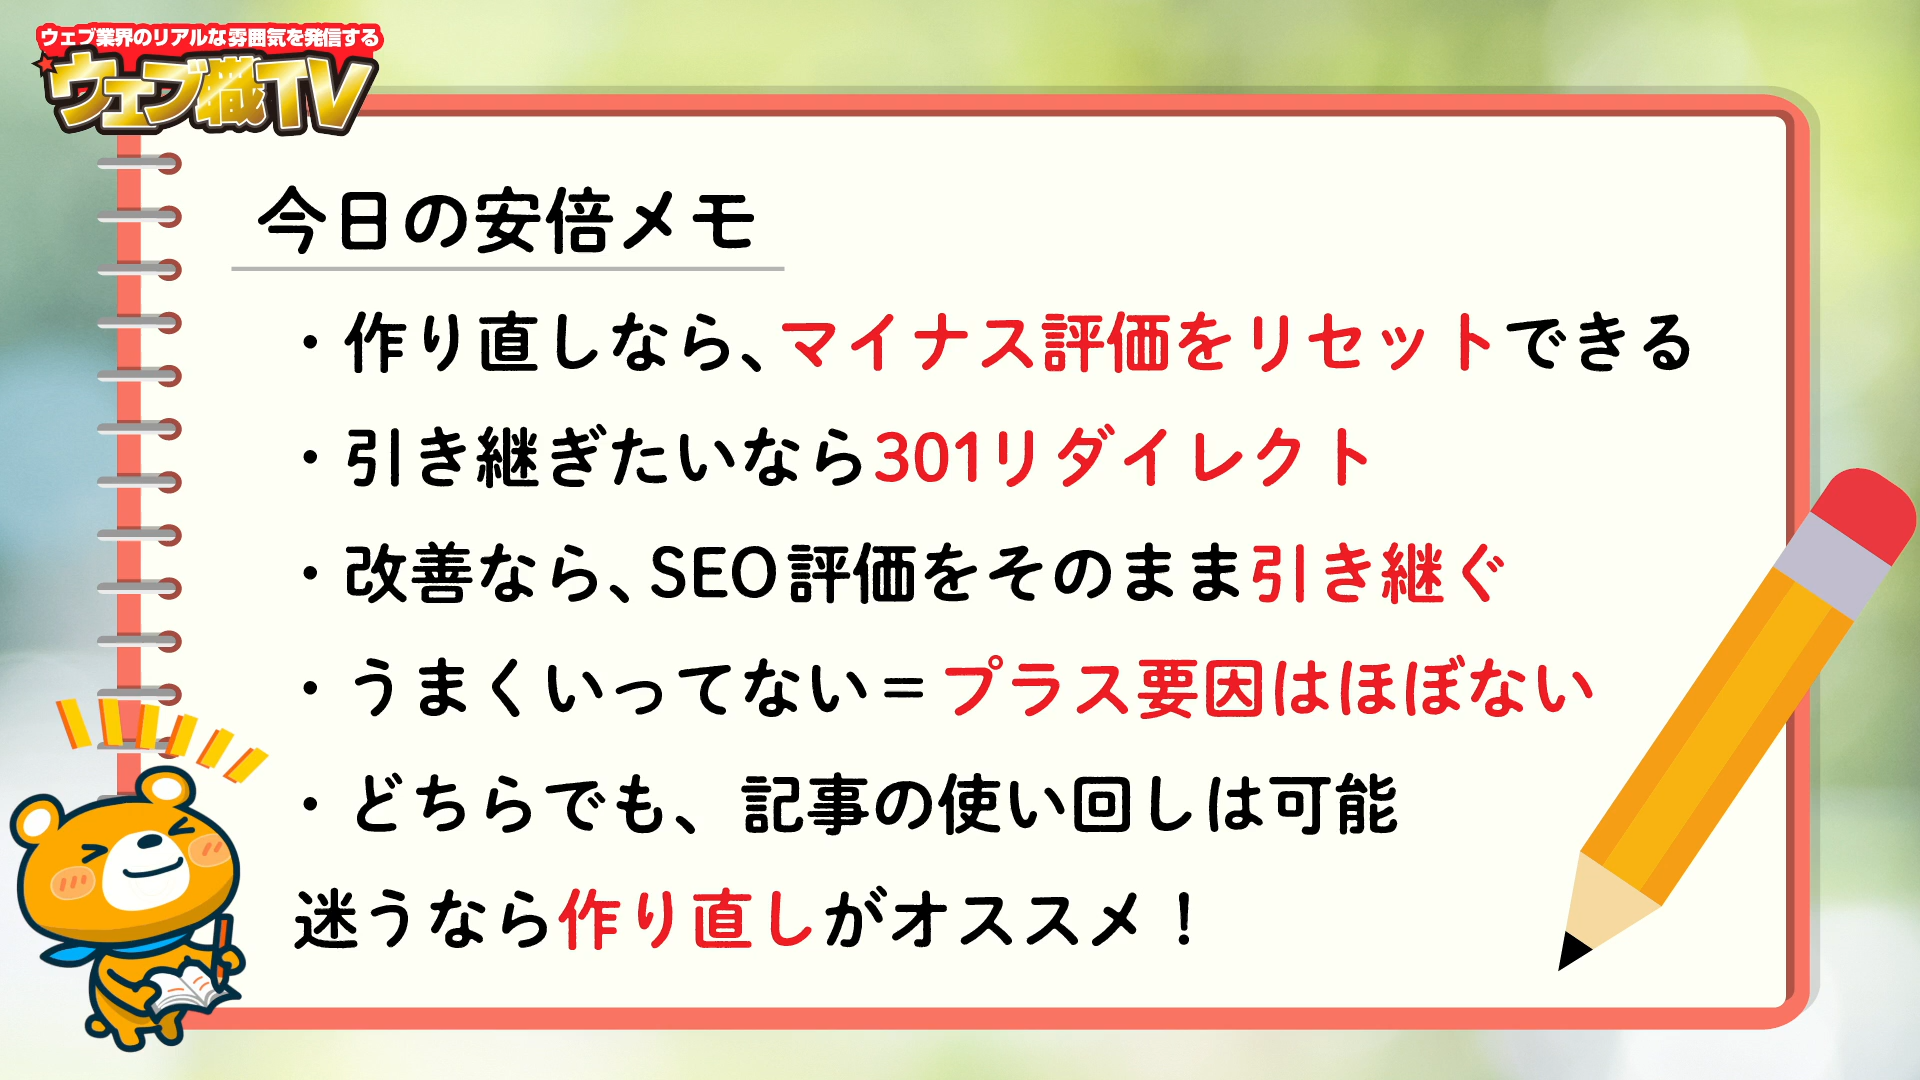 ウェブ業界のリアルな雰囲気を発信する
ウェブ職TV
今日の安倍メモ
・作り直しなら、マイナス評価をリセットできる
・引き継ぎたいなら301リダイレクト
・改善なら、SEO評価をそのまま引き継ぐ
・うまくいってない＝プラス要因はほぼない
・どちらでも、記事の使い回しは可能
迷うなら作り直しがオススメ！